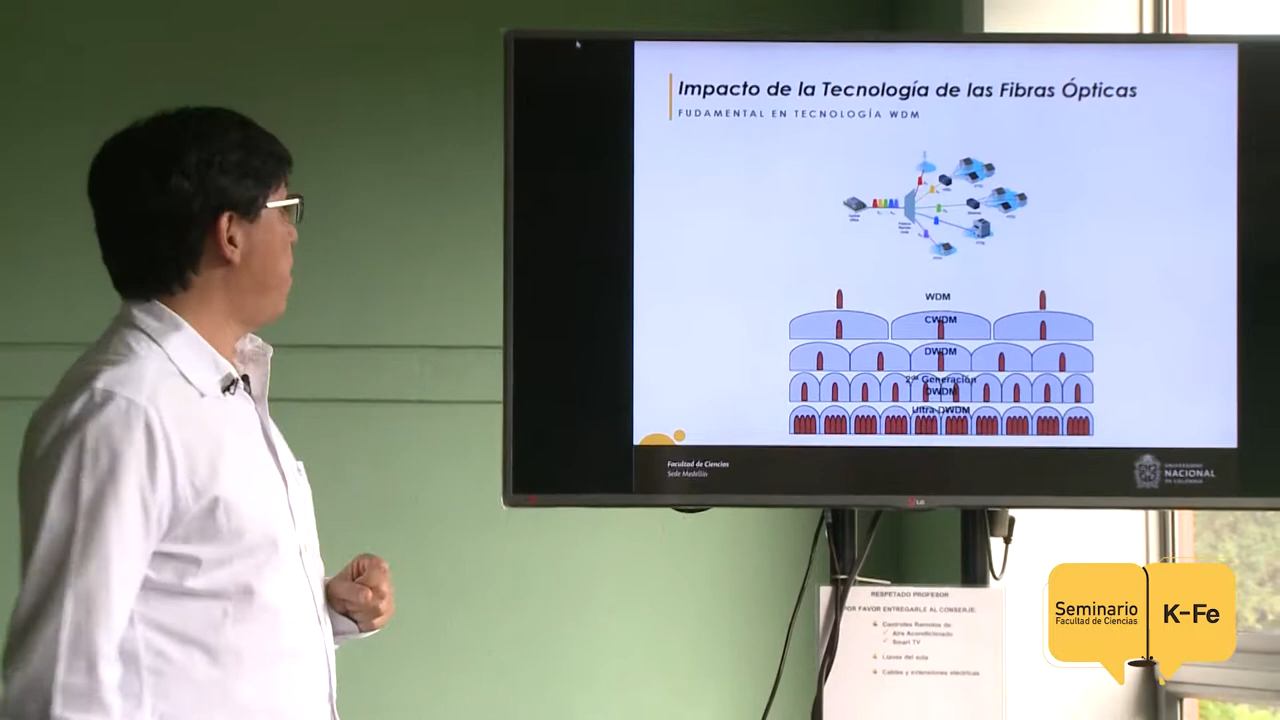 Impacto de la Tecnología de las Fibras Ópticas
FUDAMENTAL EN TECNOLOGÍA WDM
WDM
CWDM
DWDM
2da Generación
DWDM
Ultra-DWDM
Facultad de Ciencias
Sede Medellín
UNIVERSIDAD
NACIONAL
DE COLOMBIA
LG
RESPETADO PROFESOR
POR FAVOR ENTREGARLE AL CONSERJE:
Controles Remotos de:
✓ Aire Acondicionado
✓ Smart TV
Llaves del aula
Cables y extensiones eléctricas
Seminario
Facultad de Ciencias
K-Fe